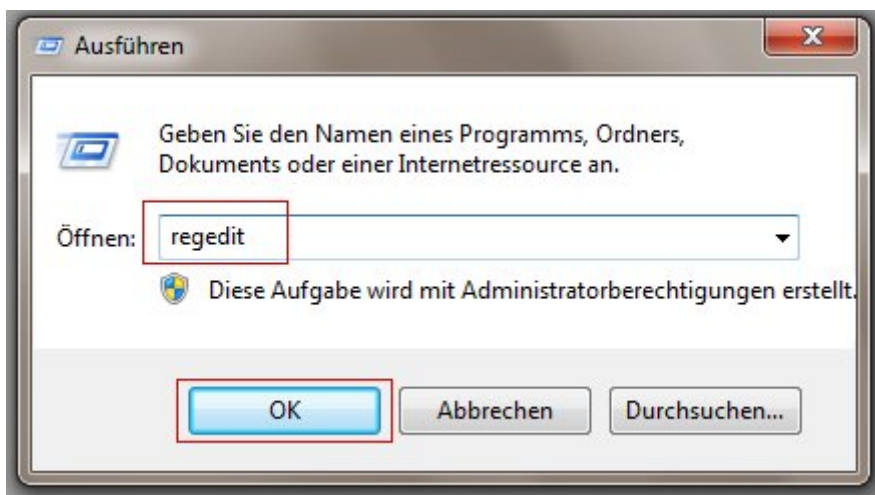 Ausführen
Geben Sie den Namen eines Programms, Ordners,
Dokuments oder einer Internetressource an.
Öffnen: regedit
Diese Aufgabe wird mit Administratorberechtigungen erstellt.
OK Abbrechen Durchsuchen...